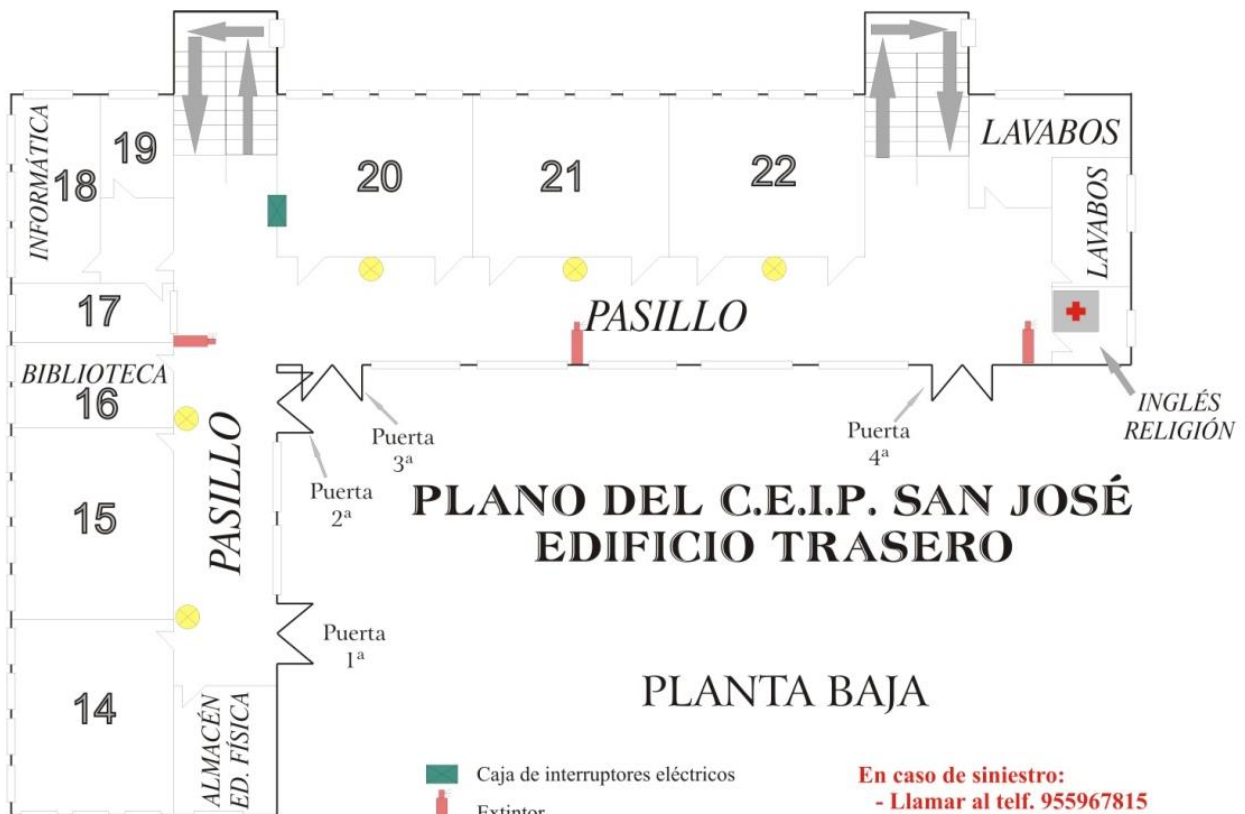 INFORMÁTICA
18
19
20
21
22
LAVABOS
LAVABOS
17
PASILLO
BIBLIOTECA
16
INGLÉS
RELIGIÓN
PASILLO
Puerta
3ª
Puerta
4ª
Puerta
2ª
PLANO DEL C.E.I.P. SAN JOSÉ
EDIFICIO TRASERO
15
Puerta
1ª
14
ALMACÉN
ED. FÍSICA
PLANTA BAJA
Caja de interruptores eléctricos
Extintor
En caso de siniestro:
- Llamar al telf. 955967815